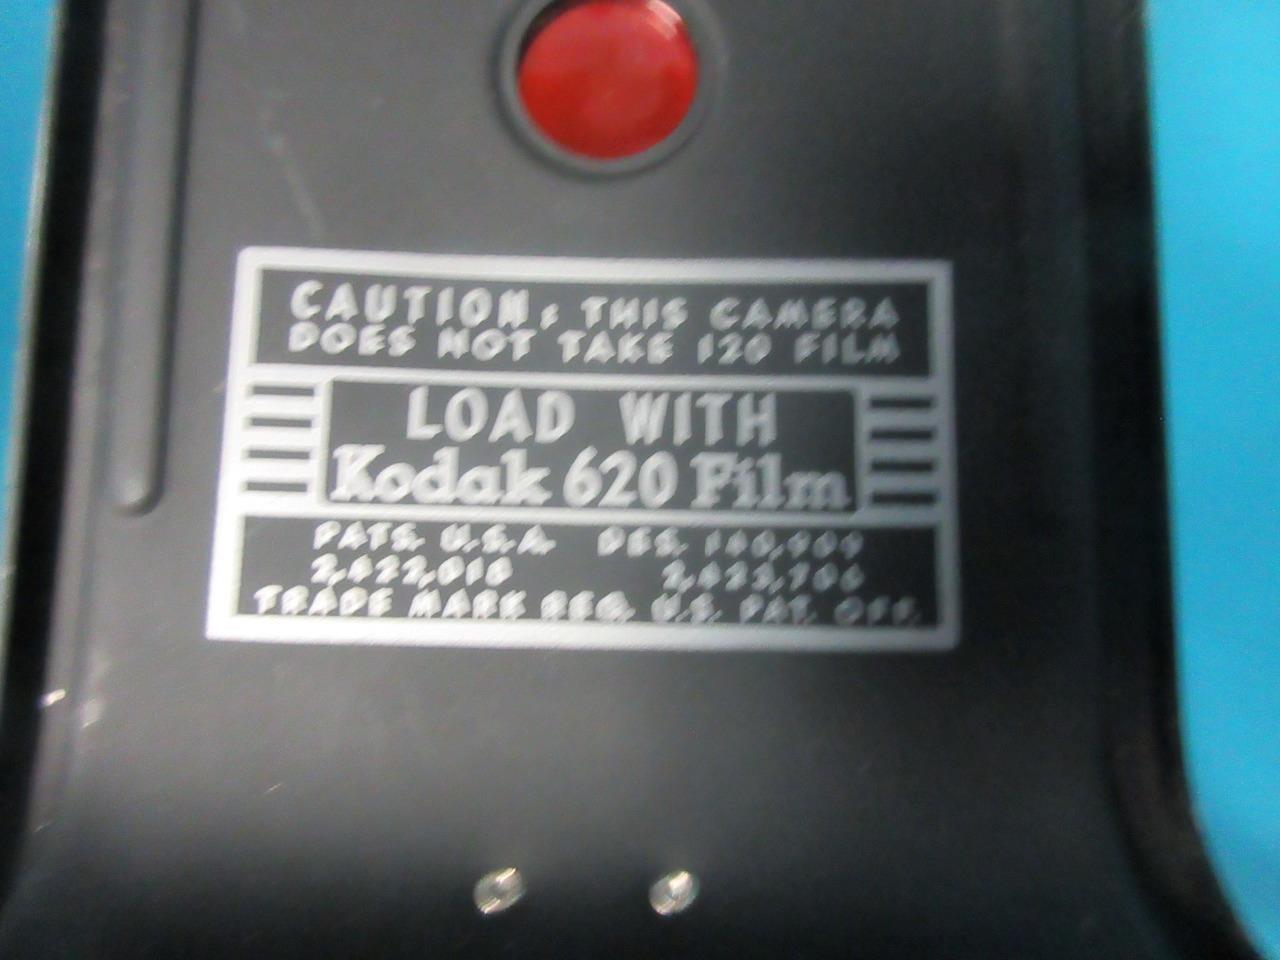 CAUTION: THIS CAMERA
DOES NOT TAKE 120 FILM
LOAD WITH
Kodak 620 Film
PATS. U.S.A. DES.
TRADE MARK REG. U.S. PAT. OFF.